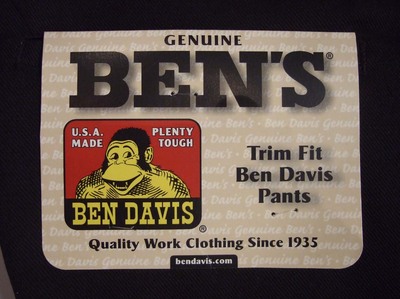 GENUINE
BEN'S®
U.S.A. PLENTY
MADE TOUGH
BEN DAVIS
®
Trim Fit
Ben Davis
Pants
Quality Work Clothing Since 1935
bendavis.com